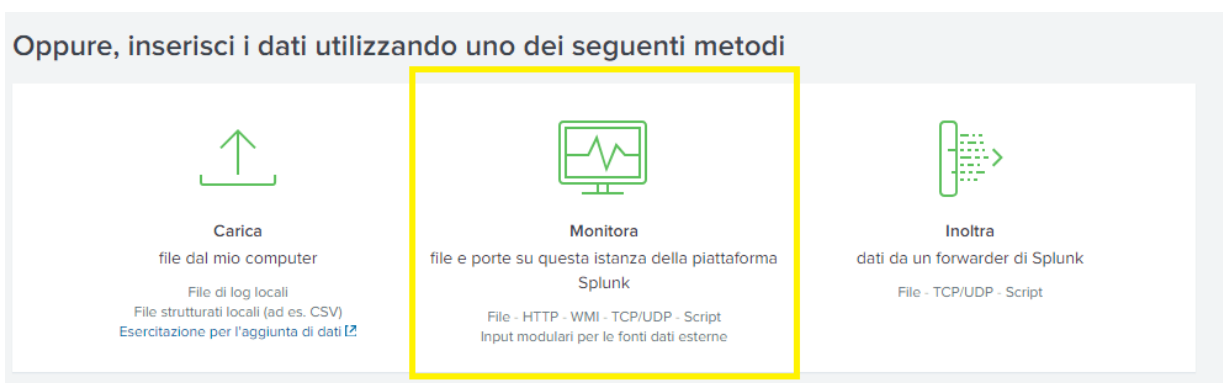 Oppure, inserisci i dati utilizzando uno dei seguenti metodi
Carica
file dal mio computer
File di log locali
File strutturati locali (ad es. CSV)
Esercitazione per l'aggiunta di dati
Monitora
file e porte su questa istanza della piattaforma
Splunk
File - HTTP - WMI - TCP/UDP - Script
Input modulari per le fonti dati esterne
Inoltra
dati da un forwarder di Splunk
File - TCP/UDP - Script